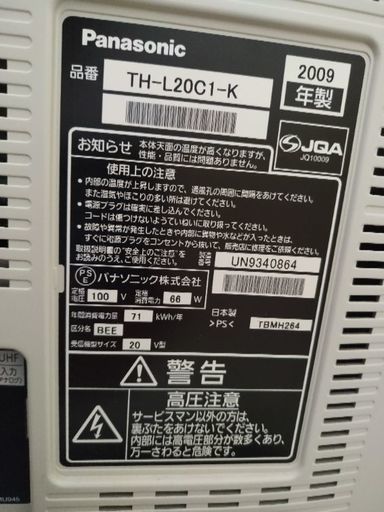 Panasonic
品番 TH-L20C1-K
2009年製
JQA
JQ10009
お知らせ 本体天面の温度が高くなりますが、
性能・品質には問題ありません。
使用上の注意
・内部の温度が上昇しますので、通風孔の周囲に間隔をあけてください。
また湿気やほこりの多い所は避けてください。
・電源プラグは確実に差し込んでください。
コードは傷つけないようていねいに取り扱ってください。
・故障や異常が発生したときや内部に異物や水などが入ったときは、
すぐに電源プラグをコンセントから抜いて、販売店に修理をご依頼ください。
取扱説明書の"安全上のご注意"を
お読みのうえ、ご使用ください。
UN9340864
PSE パナソニック株式会社
定格電圧 100 V 定格消費電力 66 W
年間消費電力量 71 kWh/年
区分名 BEE
受信機型サイズ 20 V型
日本製
>PS<
TBMH264
警告
高圧注意
サービスマン以外の方は、
裏ぶたをあけないでください。
内部には高電圧部分が数多くあり、
万一さわると危険です。
UHF
入力